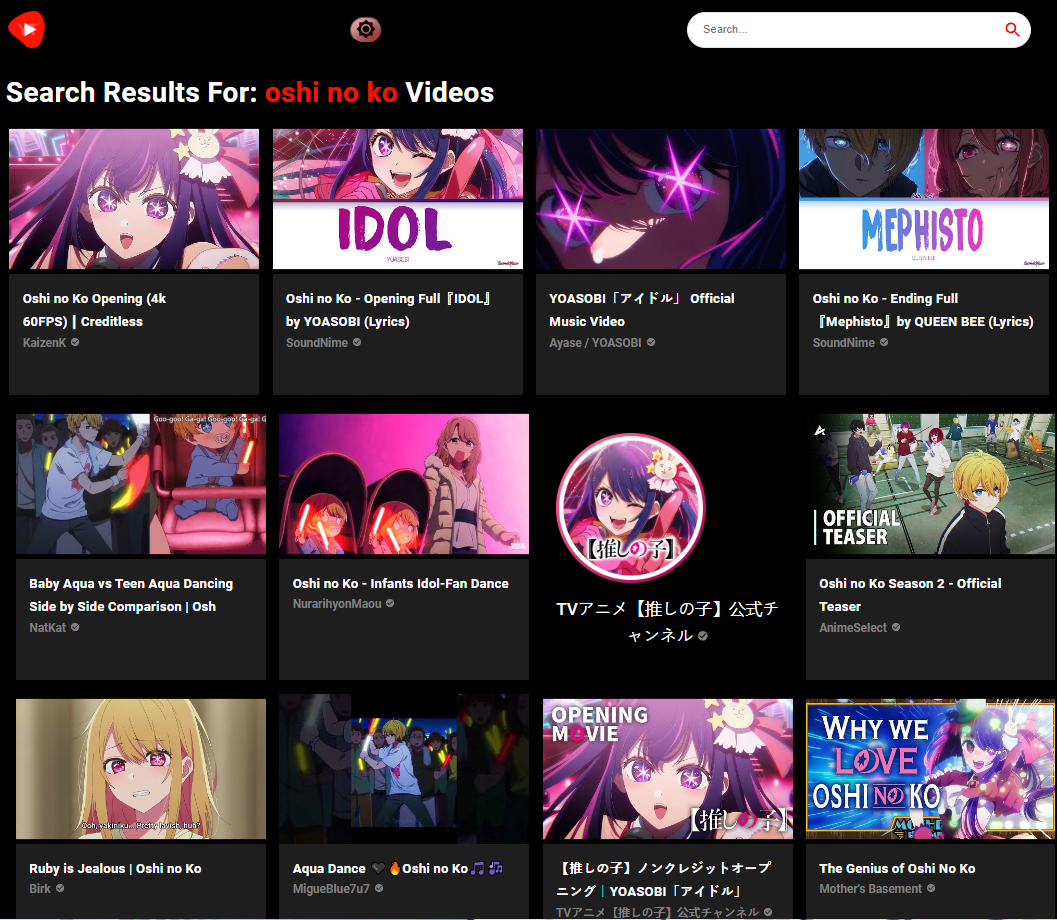 Search...
Search Results For: oshi no ko Videos
IDOL
YOASOBI
SoundNime
MEPHISTO
QUEEN BEE
SoundNime
Oshi no Ko Opening (4k
60FPS) ┃ Creditless
KaizenK
Oshi no Ko - Opening Full『IDOL』
by YOASOBI (Lyrics)
SoundNime
YOASOBI「アイドル」 Official
Music Video
Ayase / YOASOBI
Oshi no Ko - Ending Full
『Mephisto』by QUEEN BEE (Lyrics)
SoundNime
Goo-goo! Ga-ga! Goo-goo! Ga-ga! G
【推しの子】
OFFICIAL
TEASER
Baby Aqua vs Teen Aqua Dancing
Side by Side Comparison | Osh
NatKat
Oshi no Ko - Infants Idol-Fan Dance
NurarihyonMaou
TVアニメ【推しの子】公式チ
ャンネル
Oshi no Ko Season 2 - Official
Teaser
AnimeSelect
Ooh, yakiniku... Pretty lavish, huh?
OPENING
MOVIE
【推しの子】
WHY WE
LOVE
OSHI NO KO
Ruby is Jealous | Oshi no Ko
Birk
Aqua Dance 🖤🔥Oshi no Ko🎵🎶
MigueBlue7u7
【推しの子】ノンクレジットオープ
ニング｜YOASOBI「アイドル」
TVアニメ【推しの子】公式チャンネル
The Genius of Oshi No Ko
Mother's Basement